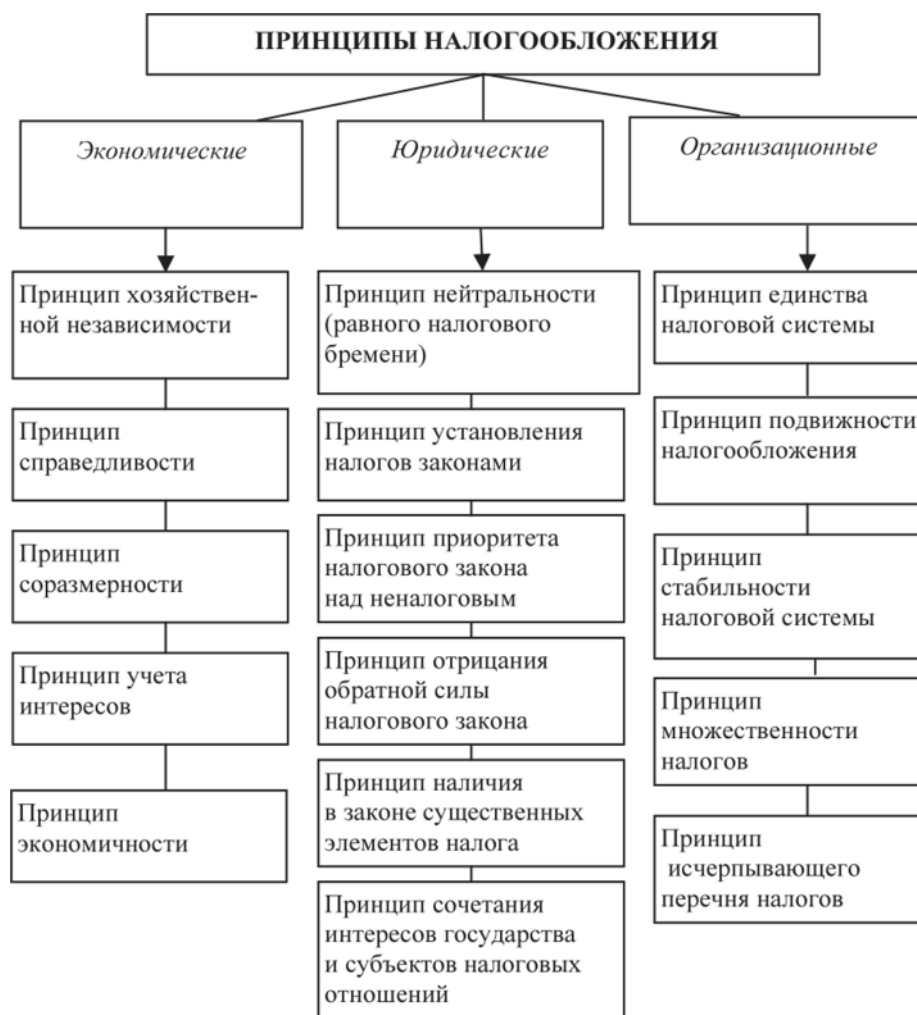 ПРИНЦИПЫ НАЛОГООБЛОЖЕНИЯ
Экономические
Юридические
Организационные
Принцип хозяйствен-
ной независимости
Принцип
справедливости
Принцип
соразмерности
Принцип учета
интересов
Принцип
экономичности
Принцип нейтральности
(равного налогового
бремени)
Принцип установления
налогов законами
Принцип приоритета
налогового закона
над неналоговым
Принцип отрицания
обратной силы
налогового закона
Принцип наличия
в законе существенных
элементов налога
Принцип сочетания
интересов государства
и субъектов налоговых
отношений
Принцип единства
налоговой системы
Принцип подвижности
налогообложения
Принцип
стабильности
налоговой системы
Принцип
множественности
налогов
Принцип
исчерпывающего
перечня налогов